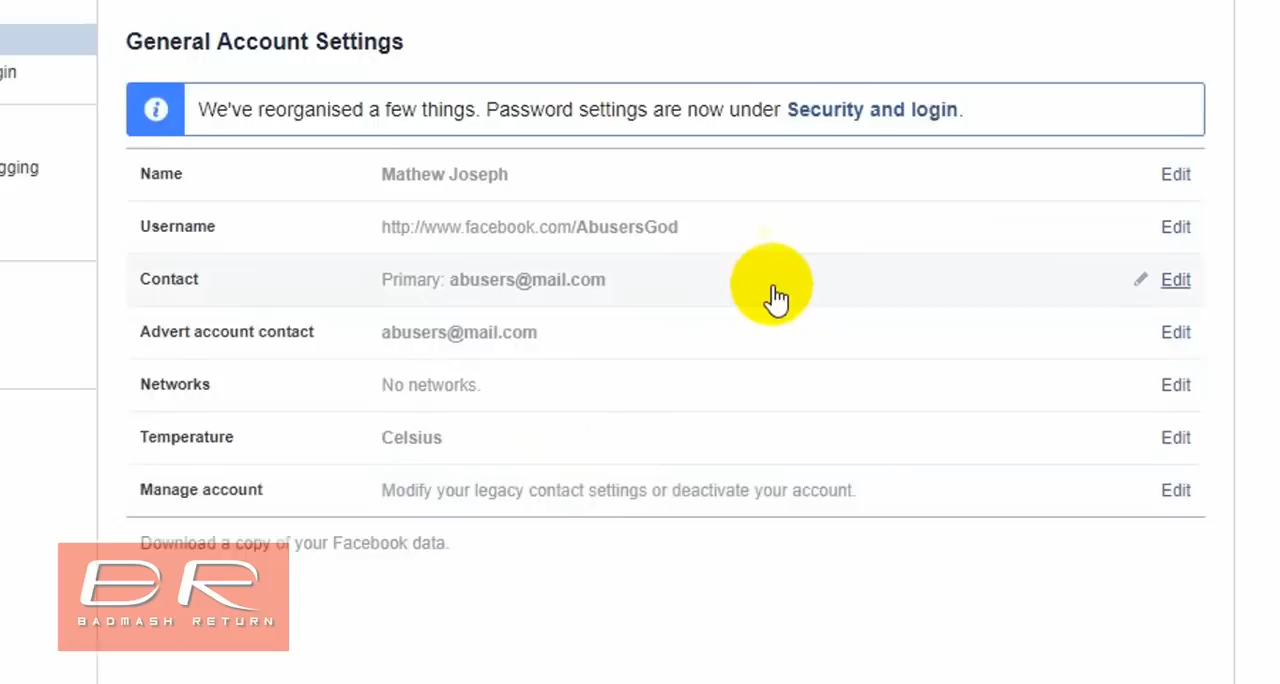 General Account Settings
gin
We've reorganised a few things. Password settings are now under Security and login.
gging
Name Mathew Joseph Edit
Username http://www.facebook.com/AbusersGod Edit
Contact Primary: abusers@mail.com Edit
Advert account contact abusers@mail.com Edit
Networks No networks. Edit
Temperature Celsius Edit
Manage account Modify your legacy contact settings or deactivate your account. Edit
Download a copy of your Facebook data.
BR
BADMASH RETURN